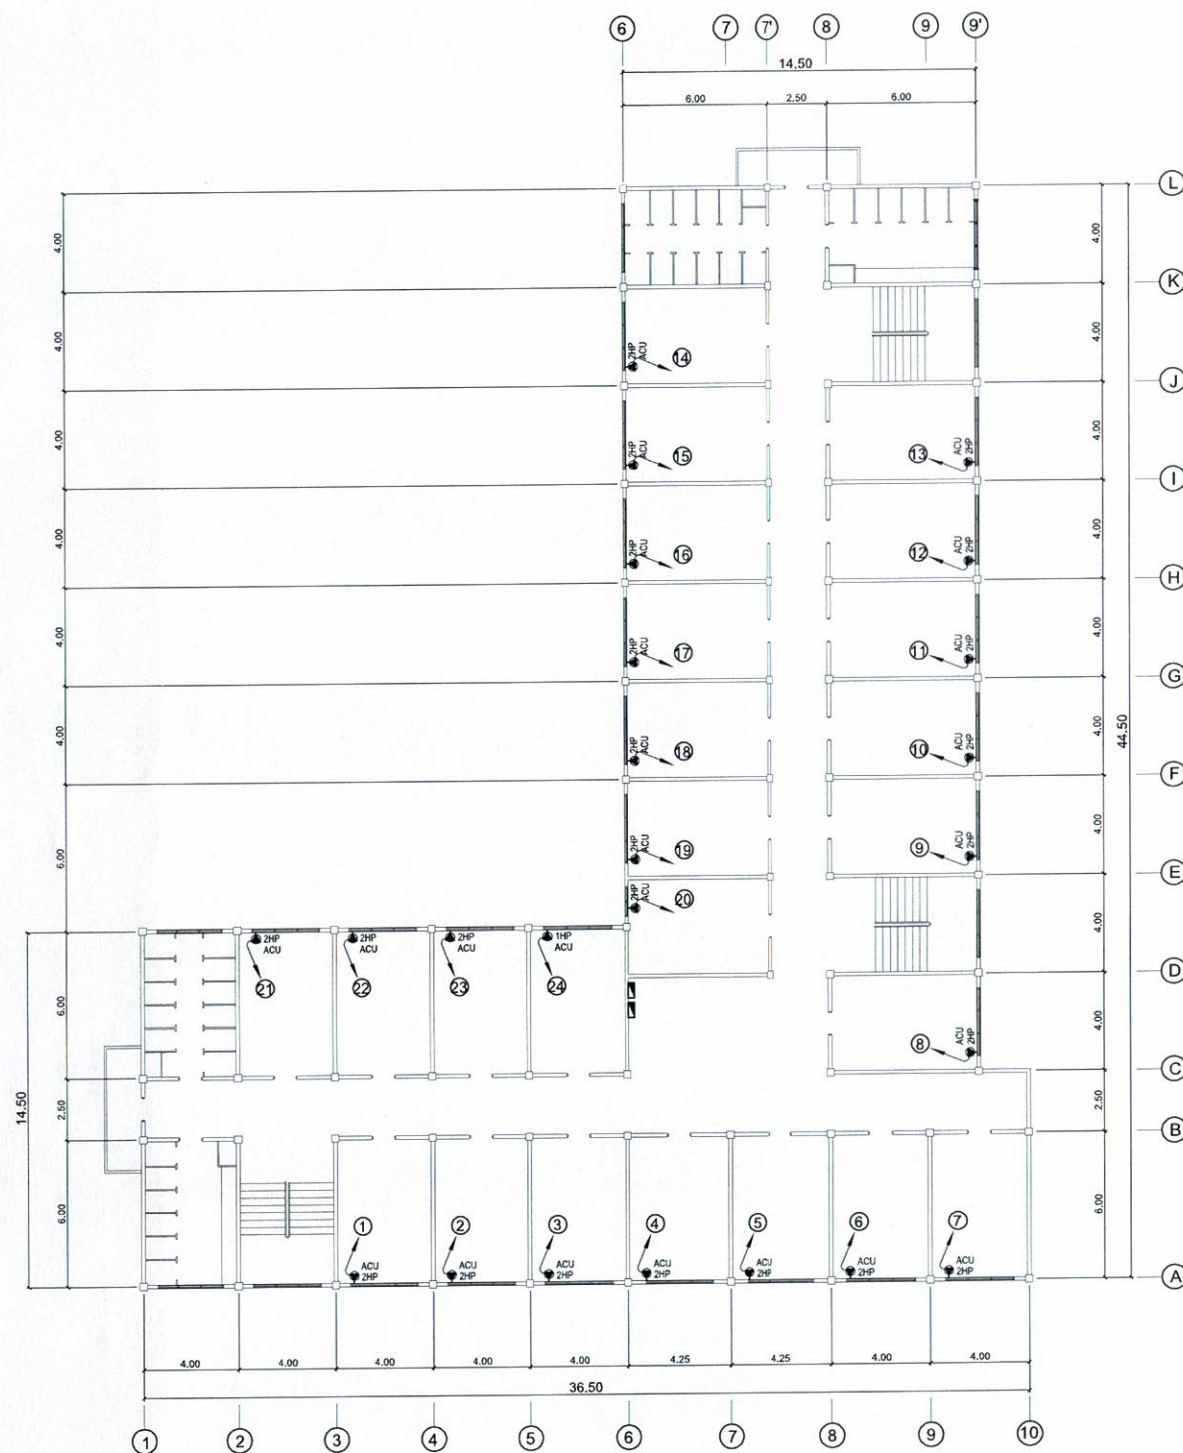 6 7 7' 8 9 9'
14.50
6.00 2.50 6.00
L
4.00 4.00
K
4.00 2HP ACU 14 4.00
J
4.00 2HP ACU 15 13 ACU 2HP 4.00
I
4.00 2HP ACU 16 12 ACU 2HP 4.00
H
4.00 2HP ACU 17 11 ACU 2HP 4.00
G
4.00 2HP ACU 18 10 ACU 2HP 4.00
44.50
F
6.00 2HP ACU 19 9 ACU 2HP 4.00
E
2HP ACU 20 4.00
2HP 2HP 2HP 1HP
ACU ACU ACU ACU
21 22 23 24
D
6.00 8 ACU 2HP 4.00
C
14.50 2.50 2.50
B
6.00 6.00
1 2 3 4 5 6 7
ACU ACU ACU ACU ACU ACU ACU
2HP 2HP 2HP 2HP 2HP 2HP 2HP
A
4.00 4.00 4.00 4.00 4.00 4.25 4.25 4.00 4.00
36.50
1 2 3 4 5 6 7 8 9 10